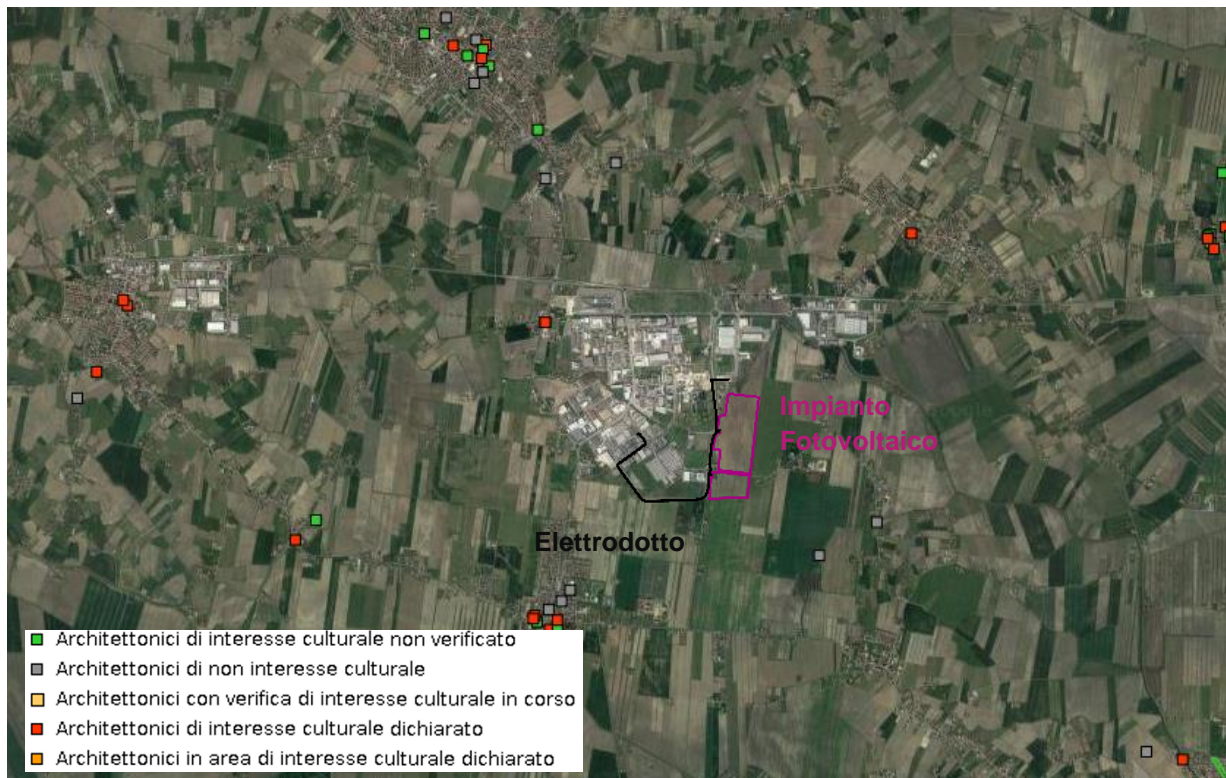 Impianto
Fotovoltaico
Elettrodotto
Architettonici di interesse culturale non verificato
Architettonici di non interesse culturale
Architettonici con verifica di interesse culturale in corso
Architettonici di interesse culturale dichiarato
Architettonici in area di interesse culturale dichiarato